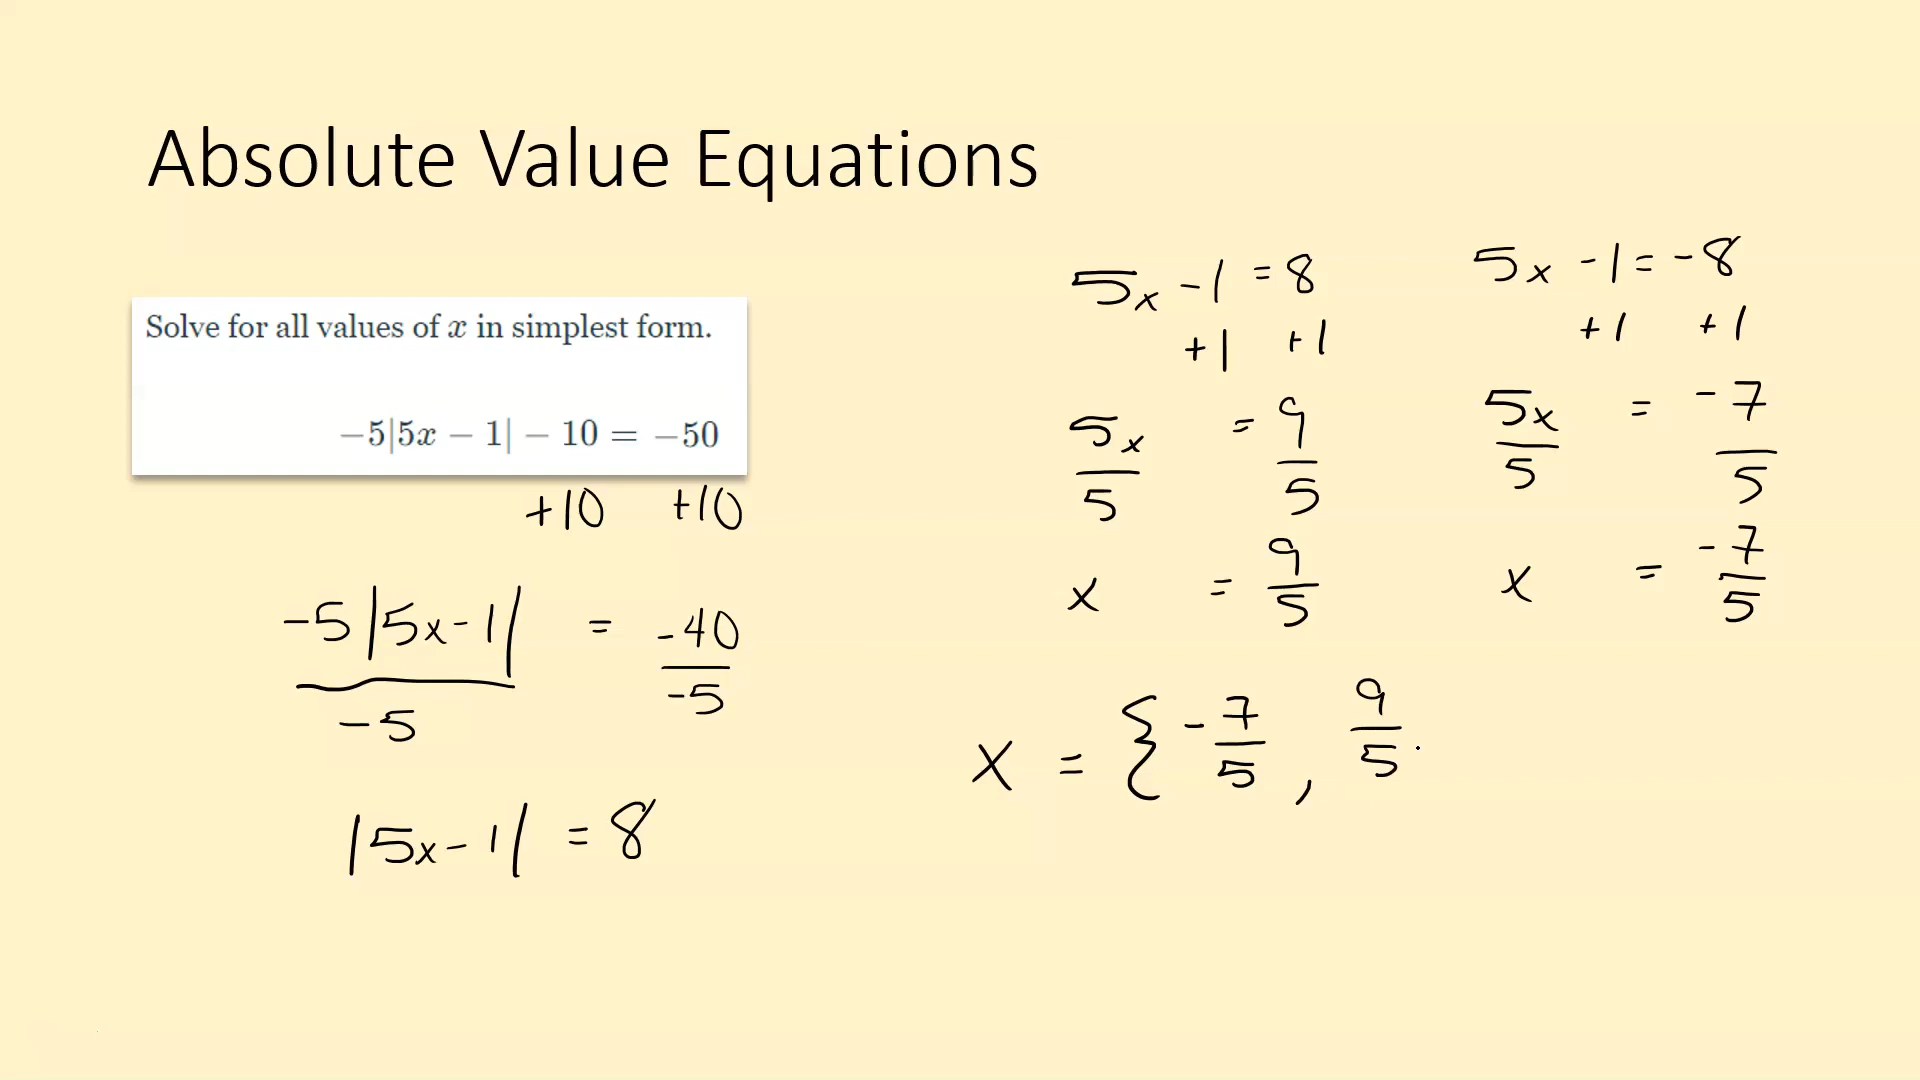 Absolute Value Equations
Solve for all values of x in simplest form.
−5|5x − 1| − 10 = −50
+10 +10
-5|5x-1| = -40
-5 -5
|5x-1| = 8
5x -1 = 8
+1 +1
5x = 9
5 5
x = 9
5
5x -1 = -8
+1 +1
5x = -7
5 5
x = -7
5
x = { -7/5 , 9/5